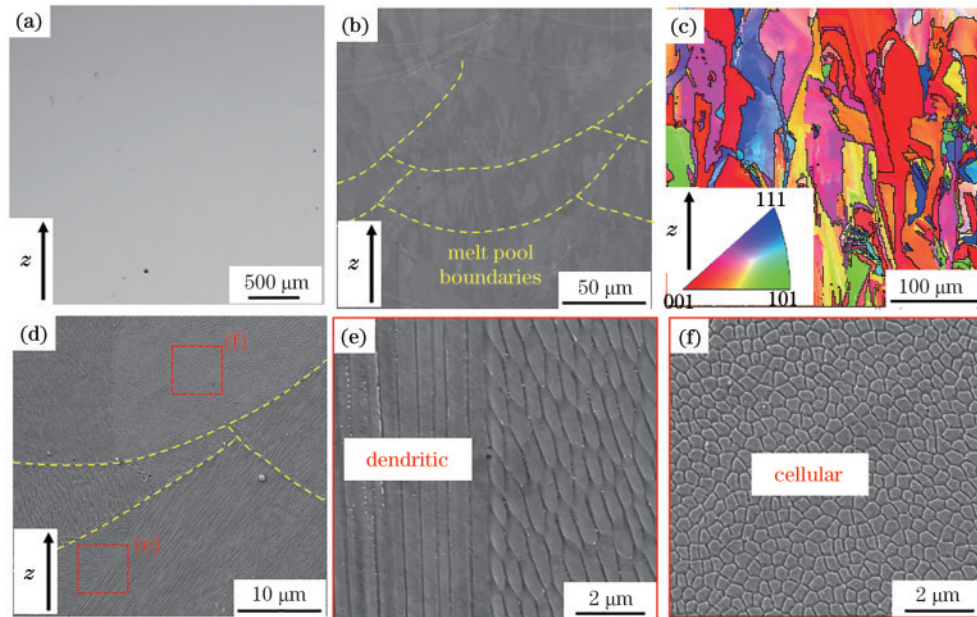 (a)
z
500 μm
(b)
melt pool
boundaries
z
50 μm
(c)
z
111
001
101
100 μm
(d)
(f)
(e)
z
10 μm
(e)
dendritic
2 μm
(f)
cellular
2 μm